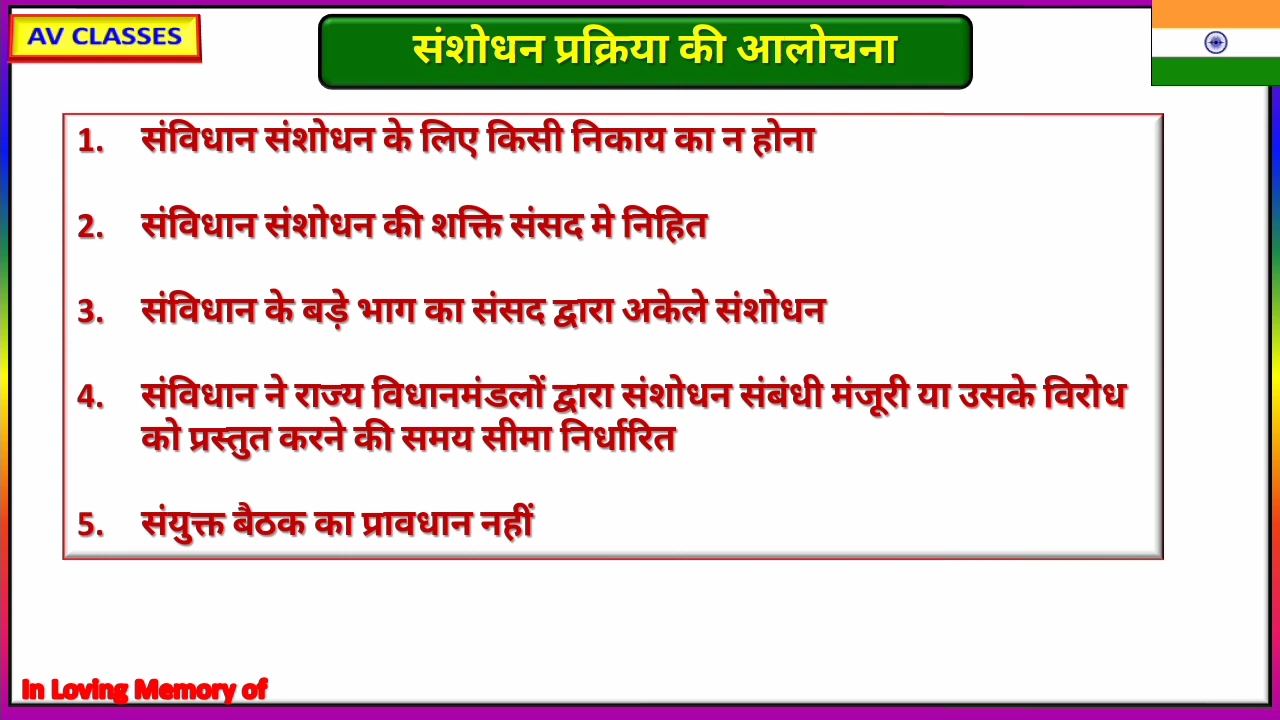 AV CLASSES
संशोधन प्रक्रिया की आलोचना
1. संविधान संशोधन के लिए किसी निकाय का न होना
2. संविधान संशोधन की शक्ति संसद मे निहित
3. संविधान के बड़े भाग का संसद द्वारा अकेले संशोधन
4. संविधान ने राज्य विधानमंडलों द्वारा संशोधन संबंधी मंजूरी या उसके विरोध
को प्रस्तुत करने की समय सीमा निर्धारित
5. संयुक्त बैठक का प्रावधान नहीं
In Loving Memory of